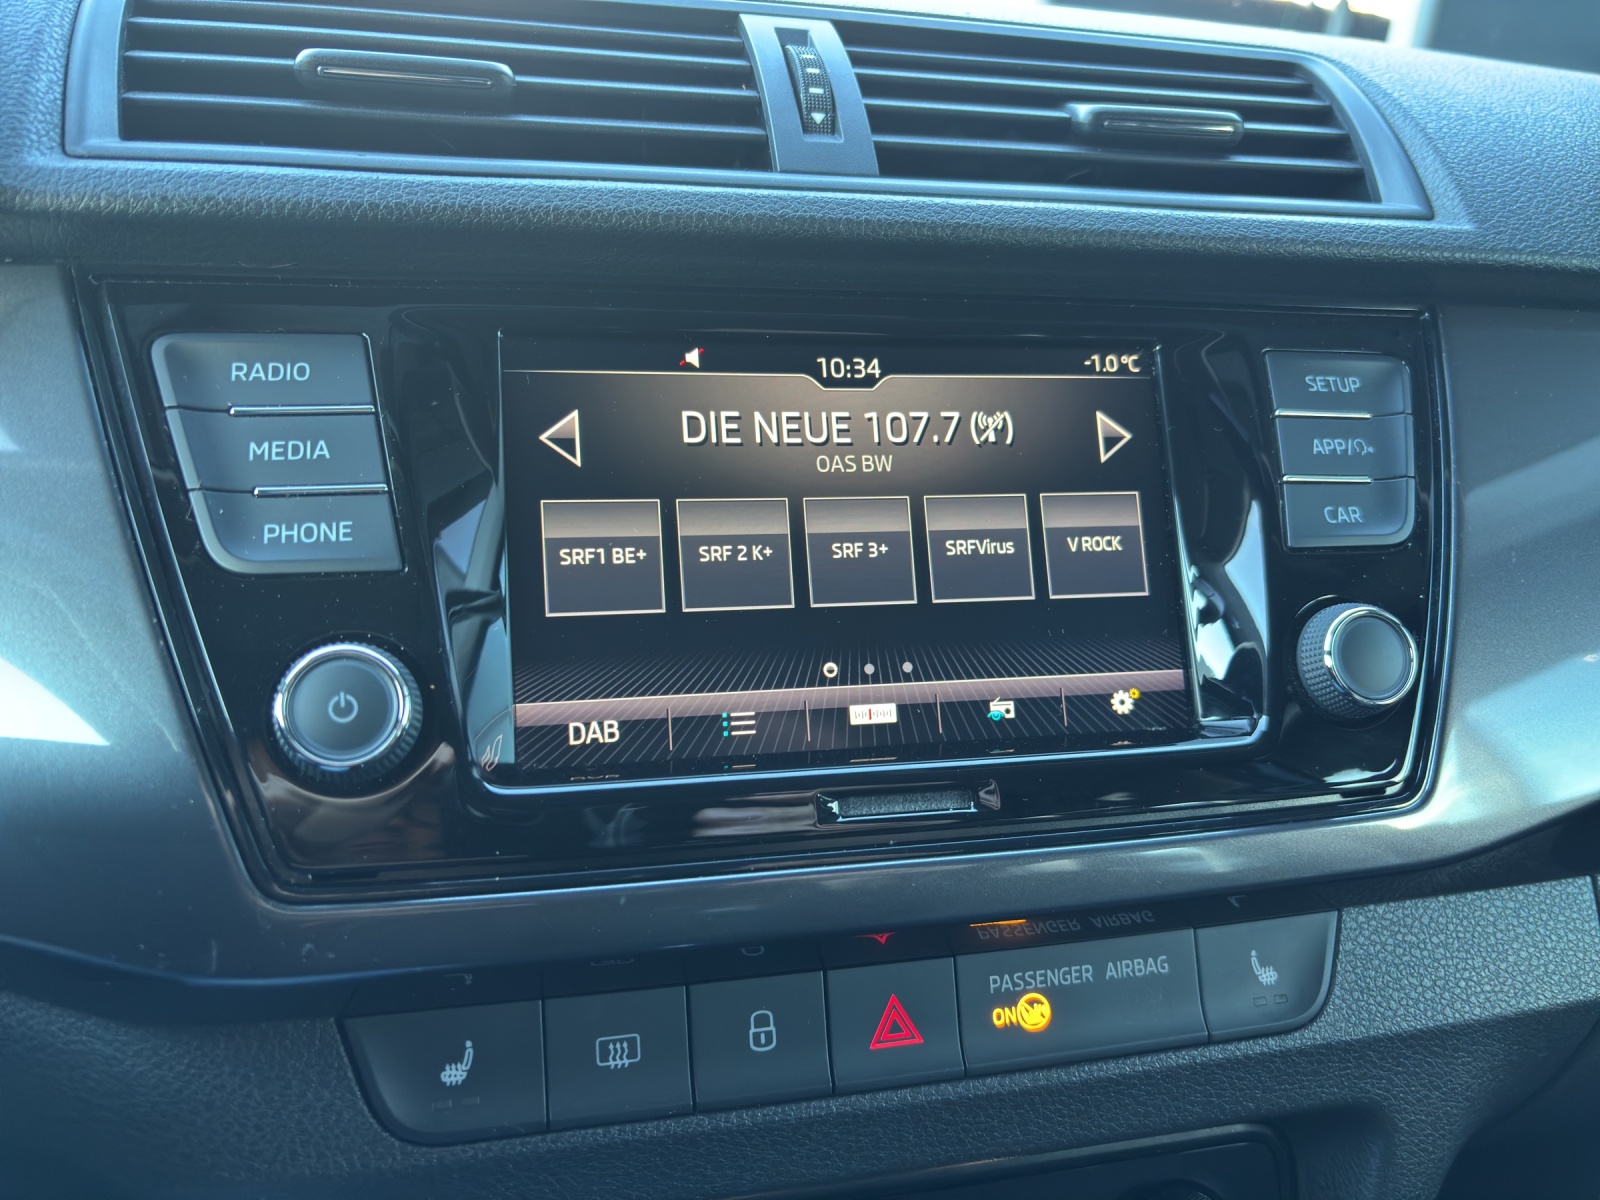 RADIO
MEDIA
PHONE
10:34
-1.0°C
DIE NEUE 107.7
OAS BW
SRF1 BE+
SRF 2 K+
SRF 3+
SRFVirus
V ROCK
DAB
SETUP
APP/
CAR
PASSENGER AIRBAG
ON